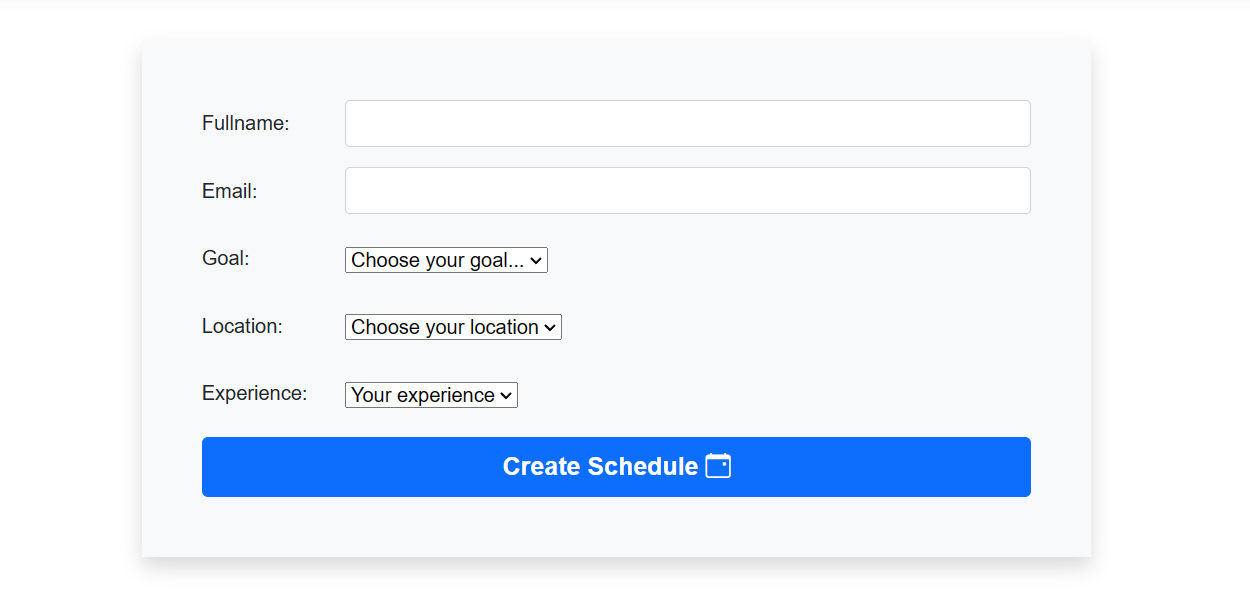 Fullname:
Email:
Goal: Choose your goal...
Location: Choose your location
Experience: Your experience
Create Schedule